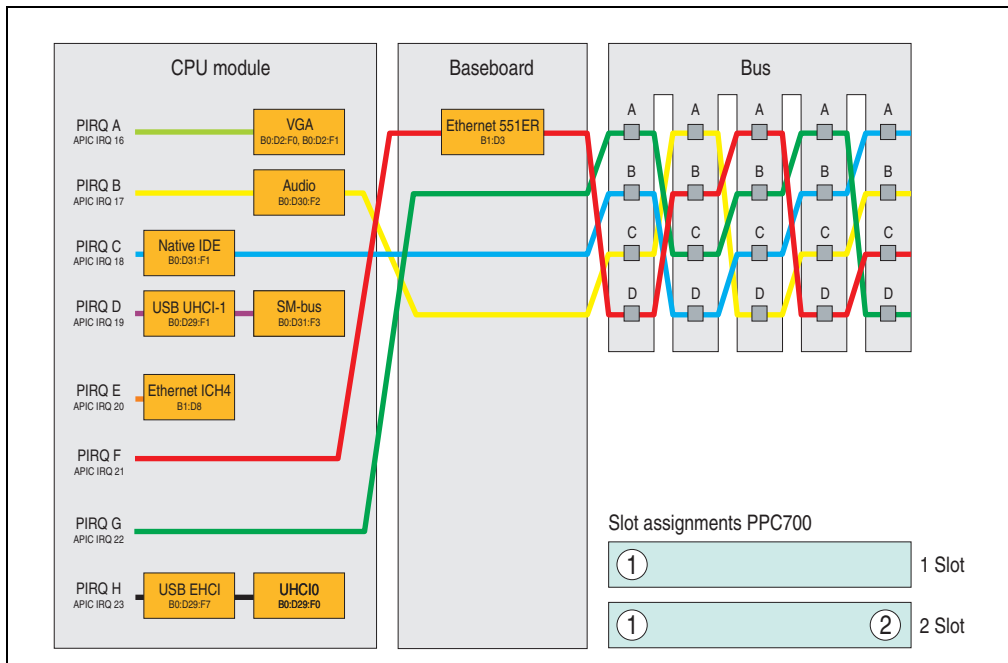 CPU module
Baseboard
Bus
PIRQ A
APIC IRQ 16
VGA
B0:D2:F0, B0:D2:F1
Ethernet 551ER
B1:D3
PIRQ B
APIC IRQ 17
Audio
B0:D30:F2
PIRQ C
APIC IRQ 18
Native IDE
B0:D31:F1
PIRQ D
APIC IRQ 19
USB UHCI-1
B0:D29:F1
SM-bus
B0:D31:F3
PIRQ E
APIC IRQ 20
Ethernet ICH4
B1:D8
PIRQ F
APIC IRQ 21
PIRQ G
APIC IRQ 22
PIRQ H
APIC IRQ 23
USB EHCI
B0:D29:F7
UHCI0
B0:D29:F0
A A A A A
B B B B B
C C C C C
D D D D D
Slot assignments PPC700
1 1 Slot
1 2 2 Slot